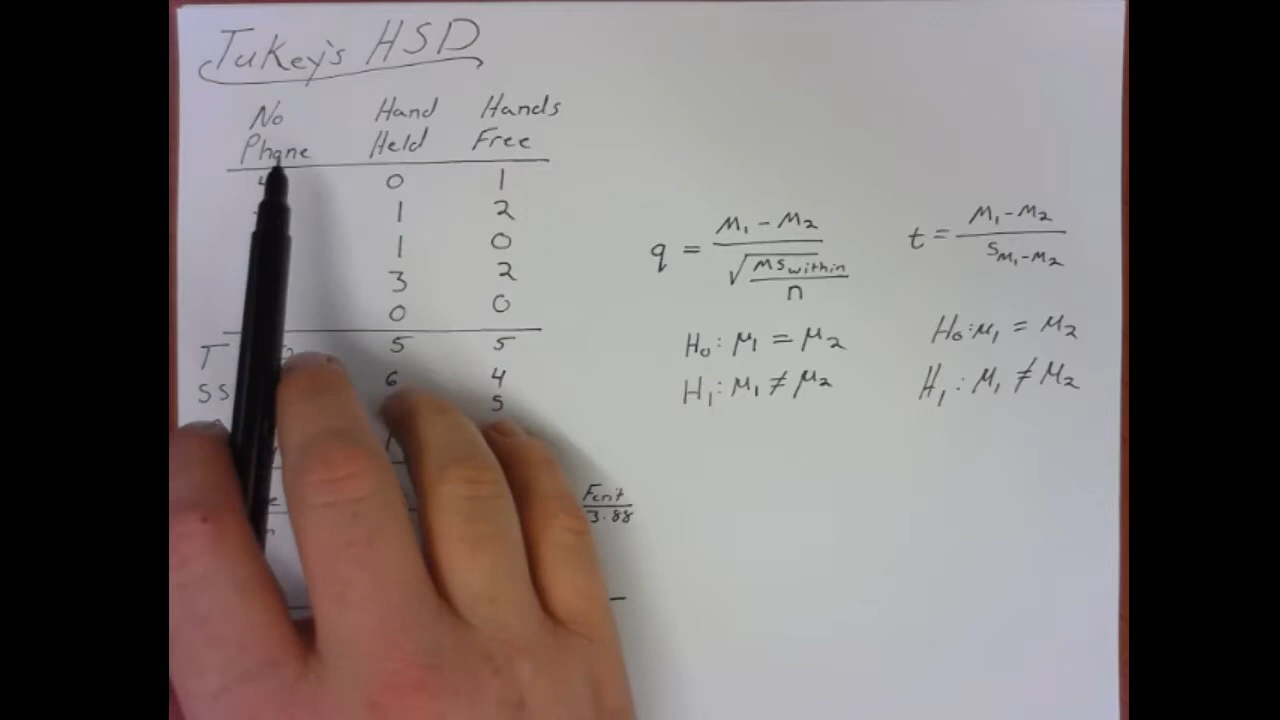 Tukey's HSD
No Hand Hands
Phone Held Free
4 0 1
1 2
1 0
3 2
0 0
T 5 5
SS 6 4
5
1
Fcrit
3.88
q = M₁ - M₂ / √MSwithin / n
H₀: μ₁ = μ₂
H₁: μ₁ ≠ μ₂
t = M₁ - M₂ / sM₁-M₂
H₀: μ₁ = μ₂
H₁: μ₁ ≠ μ₂